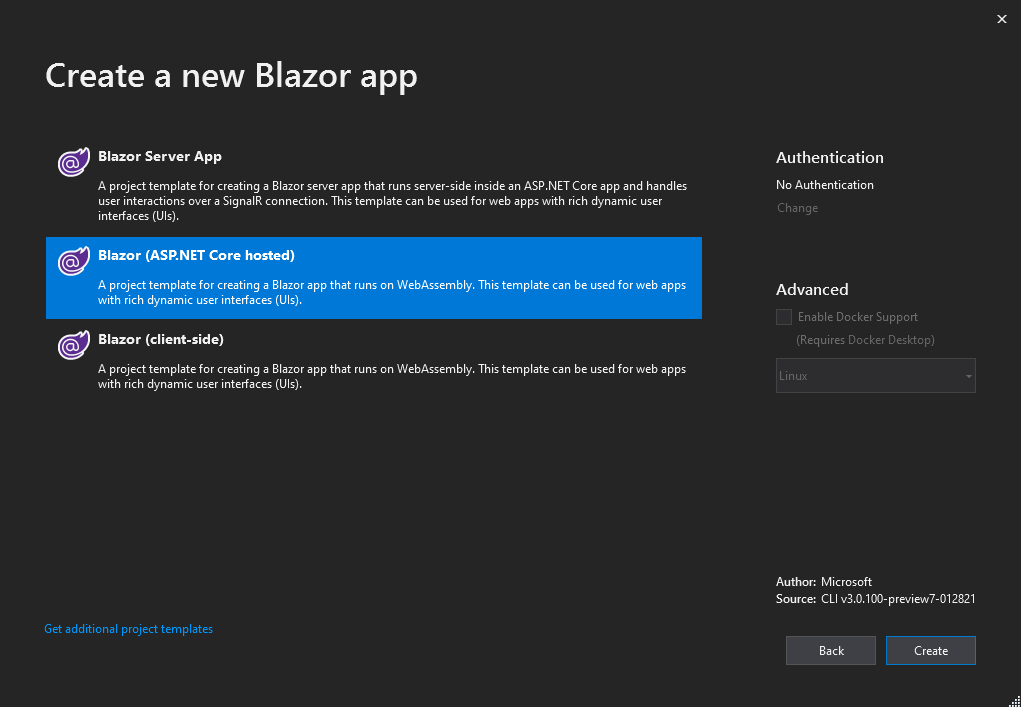 Create a new Blazor app
Blazor Server App
A project template for creating a Blazor server app that runs server-side inside an ASP.NET Core app and handles
user interactions over a SignalR connection. This template can be used for web apps with rich dynamic user
interfaces (UIs).
Blazor (ASP.NET Core hosted)
A project template for creating a Blazor app that runs on WebAssembly. This template can be used for web apps
with rich dynamic user interfaces (UIs).
Blazor (client-side)
A project template for creating a Blazor app that runs on WebAssembly. This template can be used for web apps
with rich dynamic user interfaces (UIs).
Get additional project templates
Authentication
No Authentication
Change
Advanced
Enable Docker Support
(Requires Docker Desktop)
Linux
Author: Microsoft
Source: CLI v3.0.100-preview7-012821
Back
Create